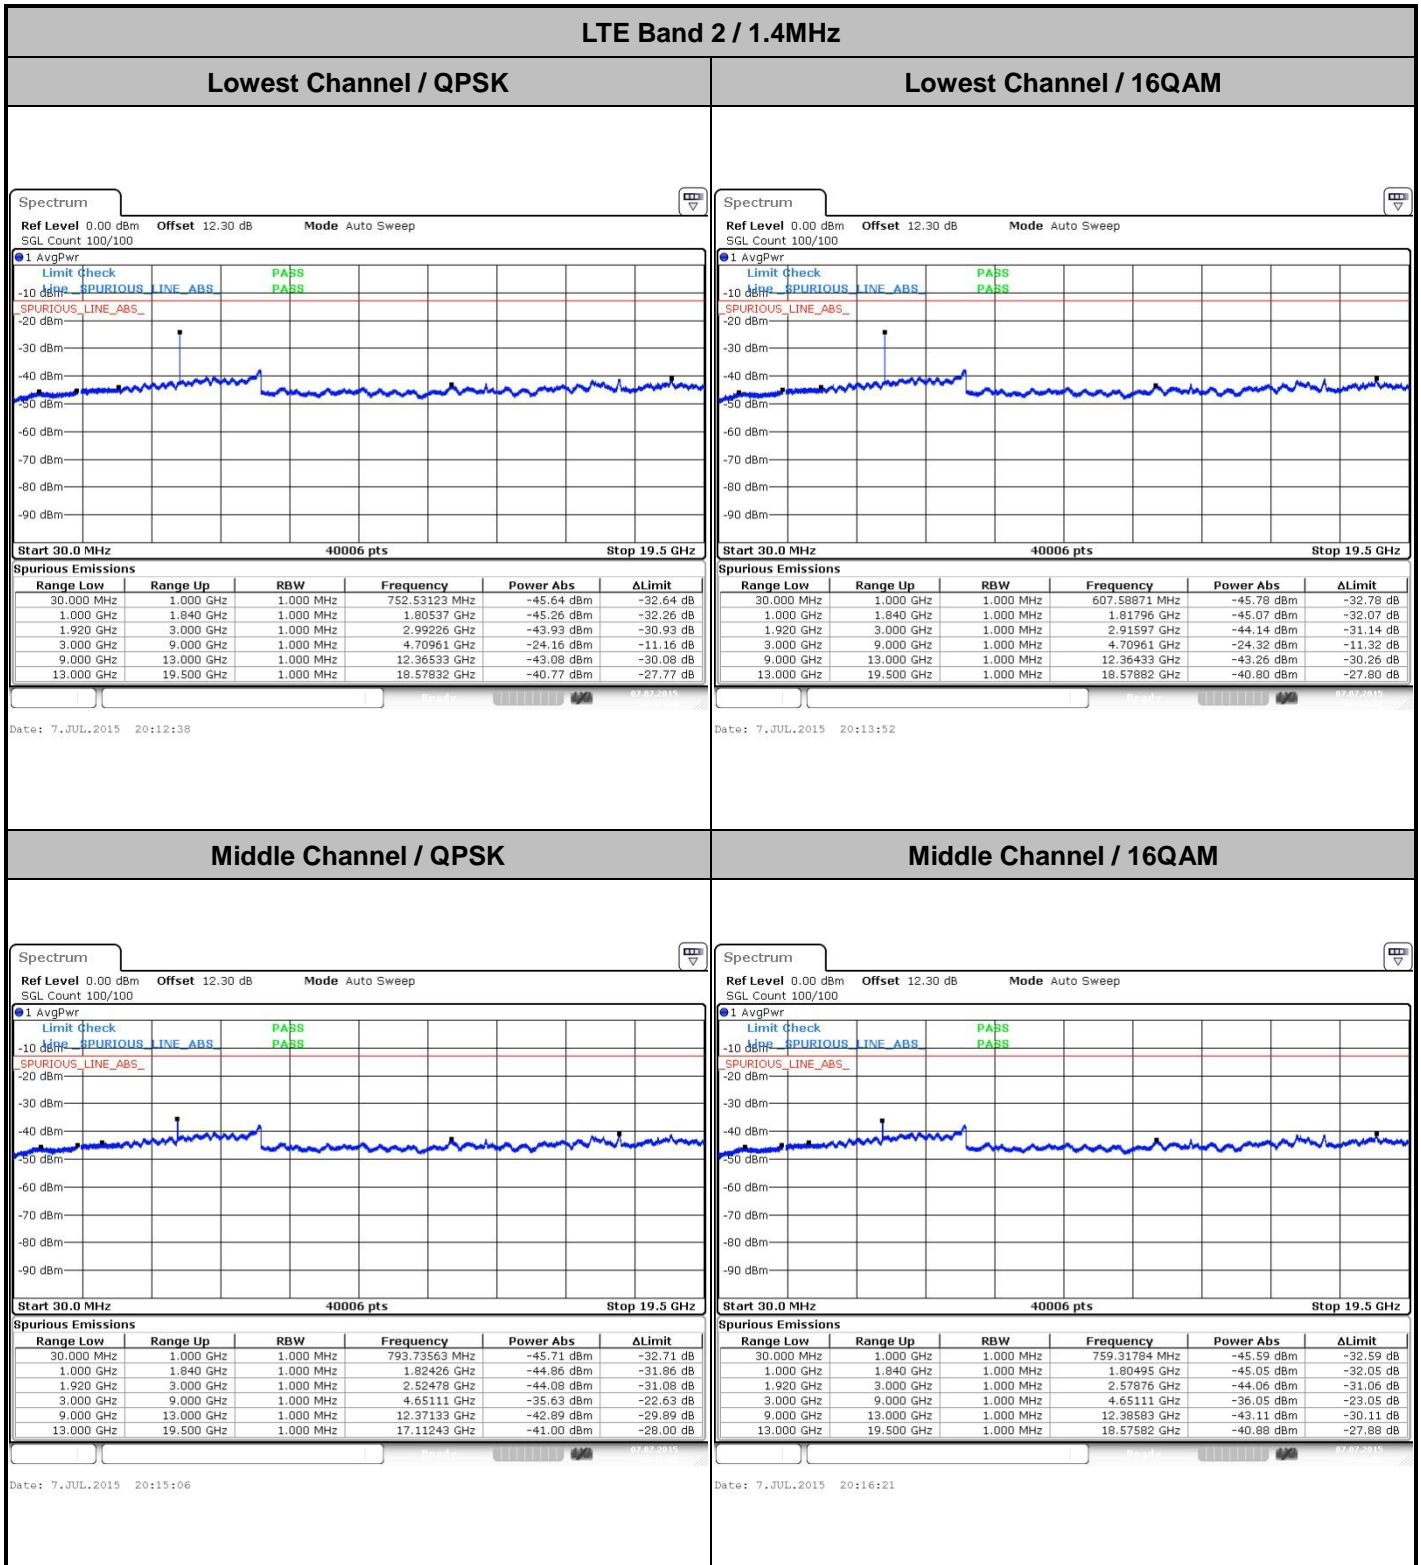 LTE Band 2 / 1.4MHz
Lowest Channel / QPSK
Lowest Channel / 16QAM
Spectrum
Ref Level 0.00 dBm Offset 12.30 dB Mode Auto Sweep
SGL Count 100/100
1 AvgPwr
Limit Check PASS
-10 dBm Line _SPURIOUS_LINE_ABS_ PASS
_SPURIOUS_LINE_ABS_
-20 dBm
-30 dBm
-40 dBm
-50 dBm
-60 dBm
-70 dBm
-80 dBm
-90 dBm
Start 30.0 MHz 40006 pts Stop 19.5 GHz
Spurious Emissions
Range Low Range Up RBW Frequency Power Abs ΔLimit
30.000 MHz 1.000 GHz 1.000 MHz 752.53123 MHz -45.64 dBm -32.64 dB
1.000 GHz 1.840 GHz 1.000 MHz 1.80537 GHz -45.26 dBm -32.26 dB
1.920 GHz 3.000 GHz 1.000 MHz 2.99226 GHz -43.93 dBm -30.93 dB
3.000 GHz 9.000 GHz 1.000 MHz 4.70961 GHz -24.16 dBm -11.16 dB
9.000 GHz 13.000 GHz 1.000 MHz 12.36533 GHz -43.08 dBm -30.08 dB
13.000 GHz 19.500 GHz 1.000 MHz 18.57832 GHz -40.77 dBm -27.77 dB
07.07.2015
Date: 7.JUL.2015 20:12:38
Spectrum
Ref Level 0.00 dBm Offset 12.30 dB Mode Auto Sweep
SGL Count 100/100
1 AvgPwr
Limit Check PASS
-10 dBm Line _SPURIOUS_LINE_ABS_ PASS
_SPURIOUS_LINE_ABS_
-20 dBm
-30 dBm
-40 dBm
-50 dBm
-60 dBm
-70 dBm
-80 dBm
-90 dBm
Start 30.0 MHz 40006 pts Stop 19.5 GHz
Spurious Emissions
Range Low Range Up RBW Frequency Power Abs ΔLimit
30.000 MHz 1.000 GHz 1.000 MHz 607.58871 MHz -45.78 dBm -32.78 dB
1.000 GHz 1.840 GHz 1.000 MHz 1.81796 GHz -45.07 dBm -32.07 dB
1.920 GHz 3.000 GHz 1.000 MHz 2.91597 GHz -44.14 dBm -31.14 dB
3.000 GHz 9.000 GHz 1.000 MHz 4.70961 GHz -24.32 dBm -11.32 dB
9.000 GHz 13.000 GHz 1.000 MHz 12.36433 GHz -43.26 dBm -30.26 dB
13.000 GHz 19.500 GHz 1.000 MHz 18.57882 GHz -40.80 dBm -27.80 dB
07.07.2015
Date: 7.JUL.2015 20:13:52
Middle Channel / QPSK
Middle Channel / 16QAM
Spectrum
Ref Level 0.00 dBm Offset 12.30 dB Mode Auto Sweep
SGL Count 100/100
1 AvgPwr
Limit Check PASS
-10 dBm Line _SPURIOUS_LINE_ABS_ PASS
_SPURIOUS_LINE_ABS_
-20 dBm
-30 dBm
-40 dBm
-50 dBm
-60 dBm
-70 dBm
-80 dBm
-90 dBm
Start 30.0 MHz 40006 pts Stop 19.5 GHz
Spurious Emissions
Range Low Range Up RBW Frequency Power Abs ΔLimit
30.000 MHz 1.000 GHz 1.000 MHz 793.73563 MHz -45.71 dBm -32.71 dB
1.000 GHz 1.840 GHz 1.000 MHz 1.82426 GHz -44.86 dBm -31.86 dB
1.920 GHz 3.000 GHz 1.000 MHz 2.52478 GHz -44.08 dBm -31.08 dB
3.000 GHz 9.000 GHz 1.000 MHz 4.65111 GHz -35.63 dBm -22.63 dB
9.000 GHz 13.000 GHz 1.000 MHz 12.37133 GHz -42.89 dBm -29.89 dB
13.000 GHz 19.500 GHz 1.000 MHz 17.11243 GHz -41.00 dBm -28.00 dB
07.07.2015
Date: 7.JUL.2015 20:15:06
Spectrum
Ref Level 0.00 dBm Offset 12.30 dB Mode Auto Sweep
SGL Count 100/100
1 AvgPwr
Limit Check PASS
-10 dBm Line _SPURIOUS_LINE_ABS_ PASS
_SPURIOUS_LINE_ABS_
-20 dBm
-30 dBm
-40 dBm
-50 dBm
-60 dBm
-70 dBm
-80 dBm
-90 dBm
Start 30.0 MHz 40006 pts Stop 19.5 GHz
Spurious Emissions
Range Low Range Up RBW Frequency Power Abs ΔLimit
30.000 MHz 1.000 GHz 1.000 MHz 759.31784 MHz -45.59 dBm -32.59 dB
1.000 GHz 1.840 GHz 1.000 MHz 1.80495 GHz -45.05 dBm -32.05 dB
1.920 GHz 3.000 GHz 1.000 MHz 2.57876 GHz -44.06 dBm -31.06 dB
3.000 GHz 9.000 GHz 1.000 MHz 4.65111 GHz -36.05 dBm -23.05 dB
9.000 GHz 13.000 GHz 1.000 MHz 12.38583 GHz -43.11 dBm -30.11 dB
13.000 GHz 19.500 GHz 1.000 MHz 18.57582 GHz -40.88 dBm -27.88 dB
07.07.2015
Date: 7.JUL.2015 20:16:21